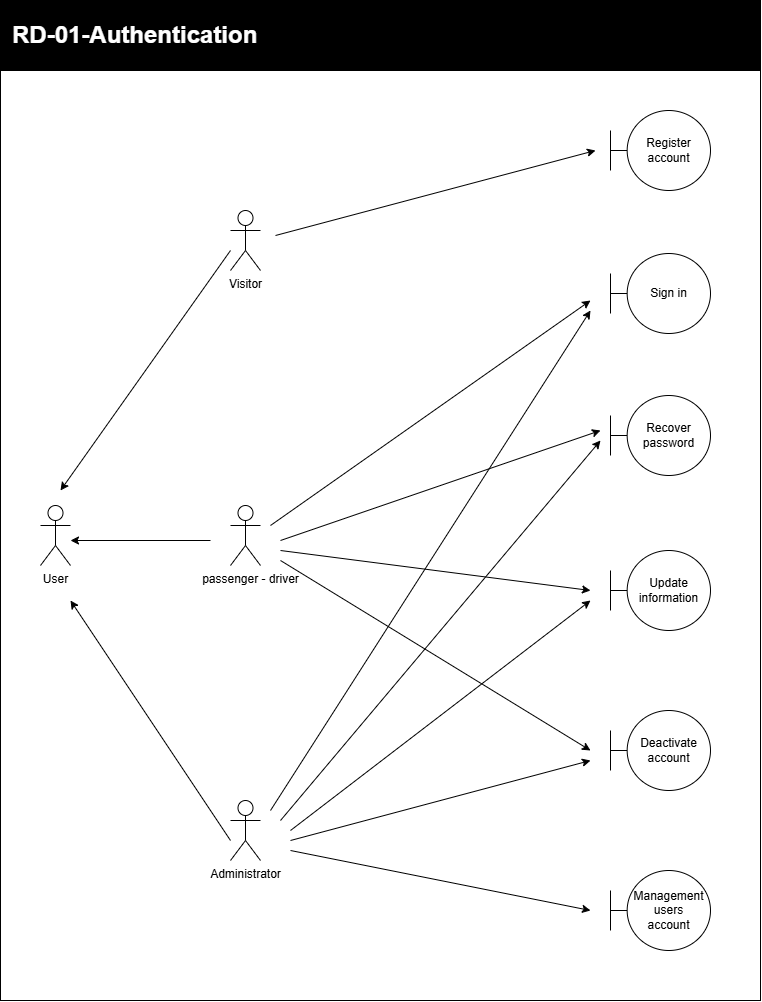 RD-01-Authentication
Register
account
Visitor
Sign in
Recover
password
User
passenger - driver
Update
information
Deactivate
account
Administrator
Management
users
account